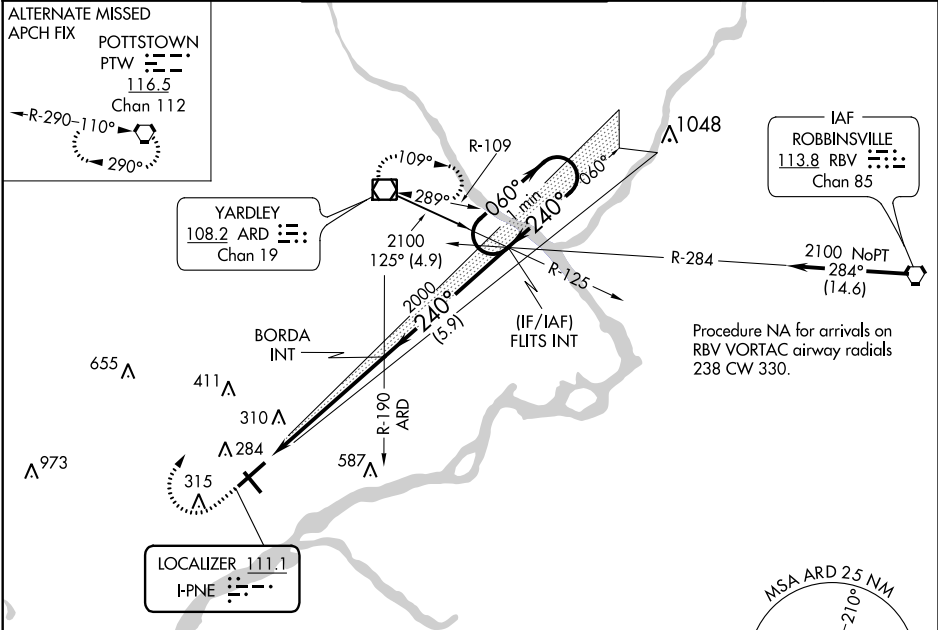 ALTERNATE MISSED
APCH FIX
POTTSTOWN
PTW
116.5
Chan 112
R-290
110°
290°
1048
IAF
ROBBINSVILLE
113.8 RBV
Chan 85
R-109
109°
289°
060°
1 min
240°
060°
YARDLEY
108.2 ARD
Chan 19
2100
125° (4.9)
R-284
2100 NoPT
284°
(14.6)
R-125
2000
240°
(5.9)
(IF/IAF)
FLITS INT
BORDA
INT
Procedure NA for arrivals on
RBV VORTAC airway radials
238 CW 330.
655
411
310
R-190
ARD
284
973
587
315
LOCALIZER 111.1
I-PNE
MSA ARD 25 NM
210°